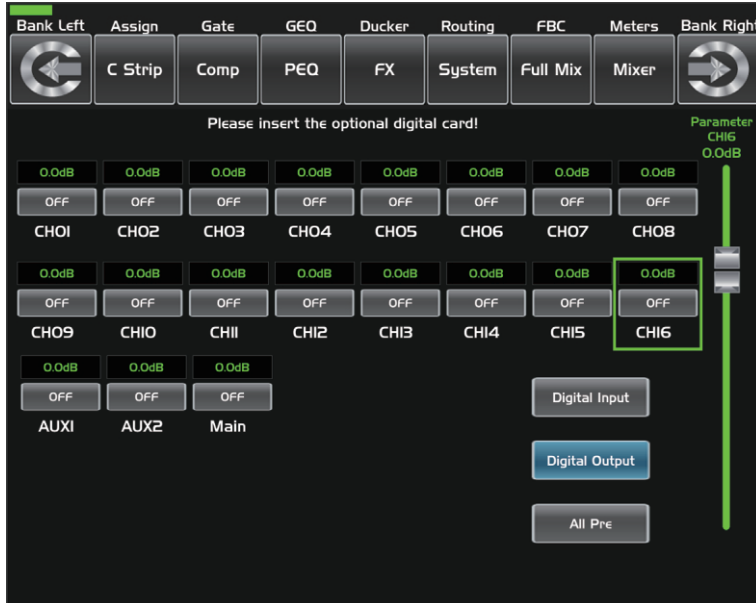 Bank Left Assign Gate GEQ Ducker Routing FBC Meters Bank Right
C Strip Comp PEQ FX System Full Mix Mixer
Please insert the optional digital card!
Parameter
CH16
0.0dB
0.0dB 0.0dB 0.0dB 0.0dB 0.0dB 0.0dB 0.0dB 0.0dB
OFF OFF OFF OFF OFF OFF OFF OFF
CH01 CH02 CH03 CH04 CH05 CH06 CH07 CH08
0.0dB 0.0dB 0.0dB 0.0dB 0.0dB 0.0dB 0.0dB 0.0dB
OFF OFF OFF OFF OFF OFF OFF OFF
CH09 CH10 CH11 CH12 CH13 CH14 CH15 CH16
0.0dB 0.0dB 0.0dB
OFF OFF OFF
AUX1 AUX2 Main
Digital Input
Digital Output
All Pre